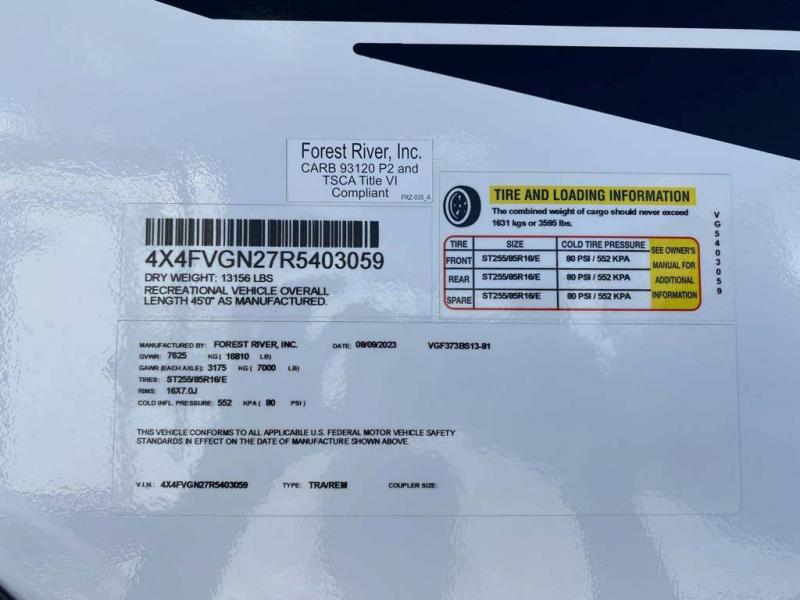 Forest River, Inc.
CARB 93120 P2 and
TSCA Title VI
Compliant
FRZ-035_A
4X4FVGN27R5403059
DRY WEIGHT: 13156 LBS
RECREATIONAL VEHICLE OVERALL
LENGTH 45'0" AS MANUFACTURED.
TIRE AND LOADING INFORMATION
The combined weight of cargo should never exceed
1631 kgs or 3595 lbs.
TIRE SIZE COLD TIRE PRESSURE
FRONT ST255/85R16/E 80 PSI / 552 KPA
REAR ST255/85R16/E 80 PSI / 552 KPA
SPARE ST255/85R16/E 80 PSI / 552 KPA
SEE OWNER'S
MANUAL FOR
ADDITIONAL
INFORMATION
VG5403059
MANUFACTURED BY: FOREST RIVER, INC. DATE: 08/09/2023 VGF373BS13-81
GVWR: 7625 KG ( 16810 LB)
GAWR (EACH AXLE): 3175 KG ( 7000 LB)
TIRES: ST255/85R16/E
RIMS: 16X7.0J
COLD INFL. PRESSURE: 552 KPA ( 80 PSI )
THIS VEHICLE CONFORMS TO ALL APPLICABLE U.S. FEDERAL MOTOR VEHICLE SAFETY
STANDARDS IN EFFECT ON THE DATE OF MANUFACTURE SHOWN ABOVE.
V.I.N.: 4X4FVGN27R5403059 TYPE: TRA/REM COUPLER SIZE: